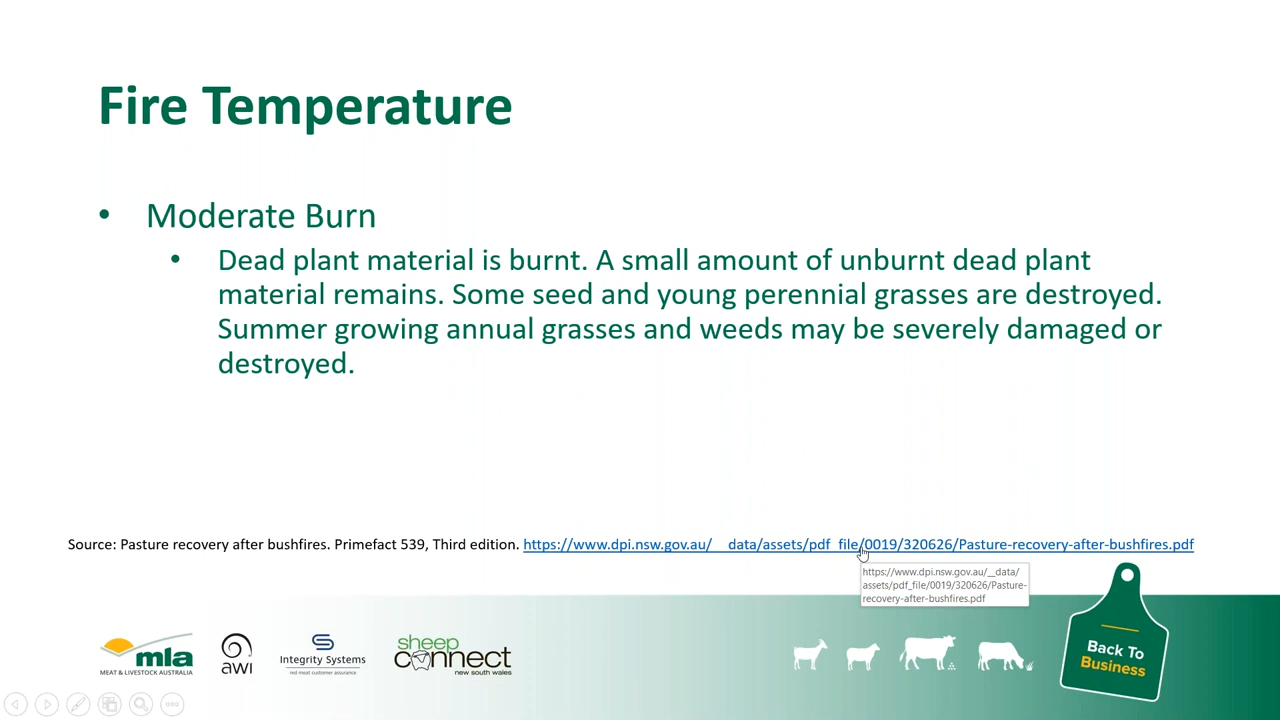 Fire Temperature
• Moderate Burn
• Dead plant material is burnt. A small amount of unburnt dead plant
material remains. Some seed and young perennial grasses are destroyed.
Summer growing annual grasses and weeds may be severely damaged or
destroyed.
Source: Pasture recovery after bushfires. Primefact 539, Third edition. https://www.dpi.nsw.gov.au/__data/assets/pdf_file/0019/320626/Pasture-recovery-after-bushfires.pdf
https://www.dpi.nsw.gov.au/__data/
assets/pdf_file/0019/320626/Pasture-
recovery-after-bushfires.pdf
mla
MEAT & LIVESTOCK AUSTRALIA
awi
Integrity Systems
red meat customer assurance
sheep
connect
new south wales
Back To
Business